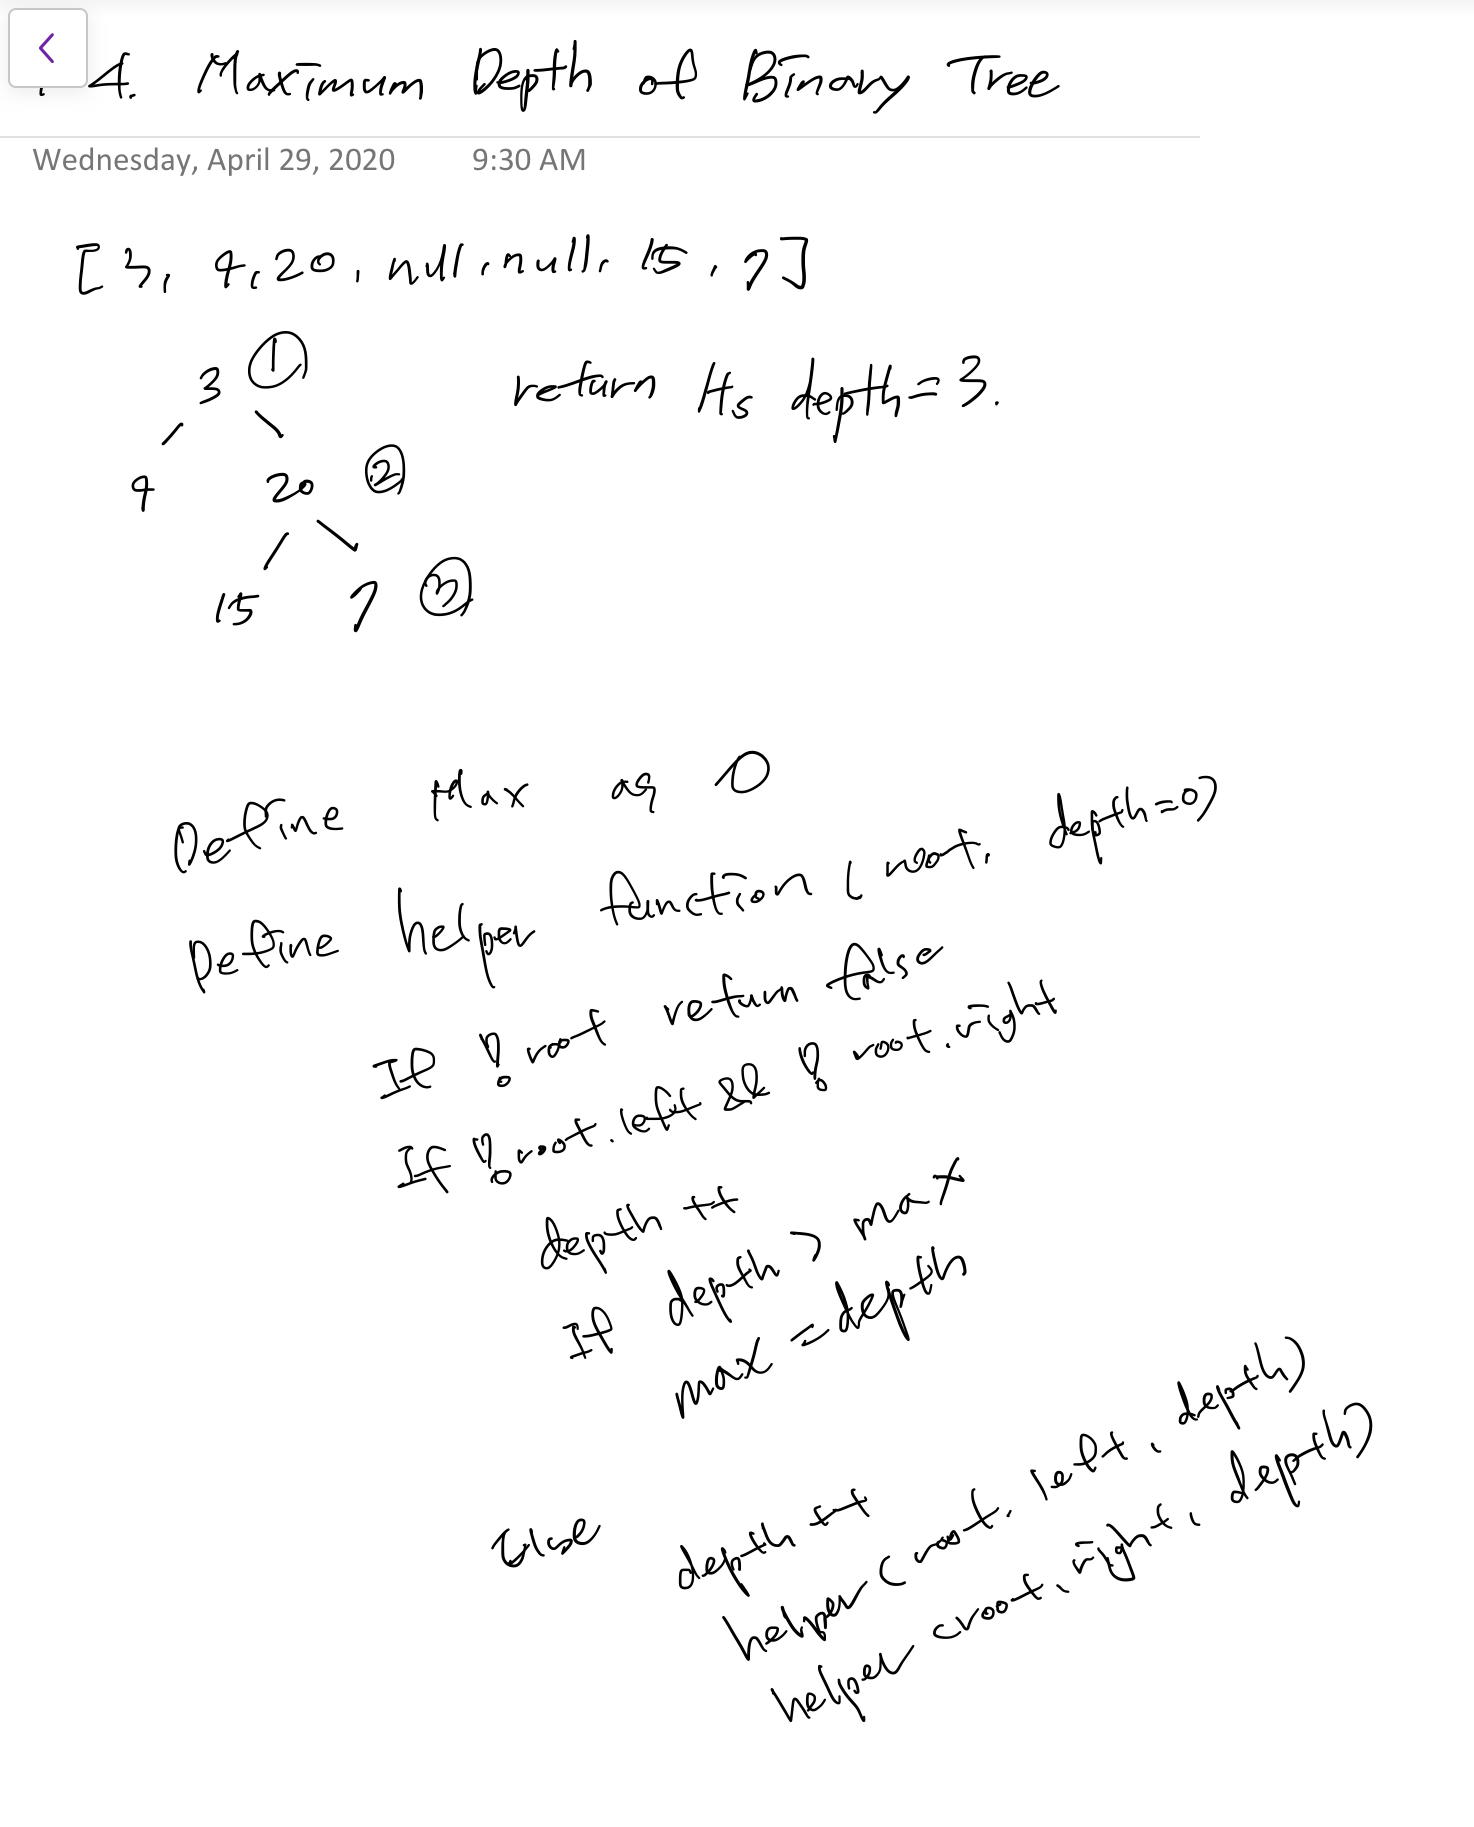 4. Maximum Depth of Binary Tree
Wednesday, April 29, 2020 9:30 AM
[3, 9, 20, null, null, 15, 7]
3 ①
return its depth = 3.
9 20 ②
15 7 ③
Define Max as 0
Define helper function (root, depth=0)
If !root return false
If !root.left && !root.right
depth ++
If depth > max
max = depth
Else depth ++
helper (root.left, depth)
helper (root.right, depth)